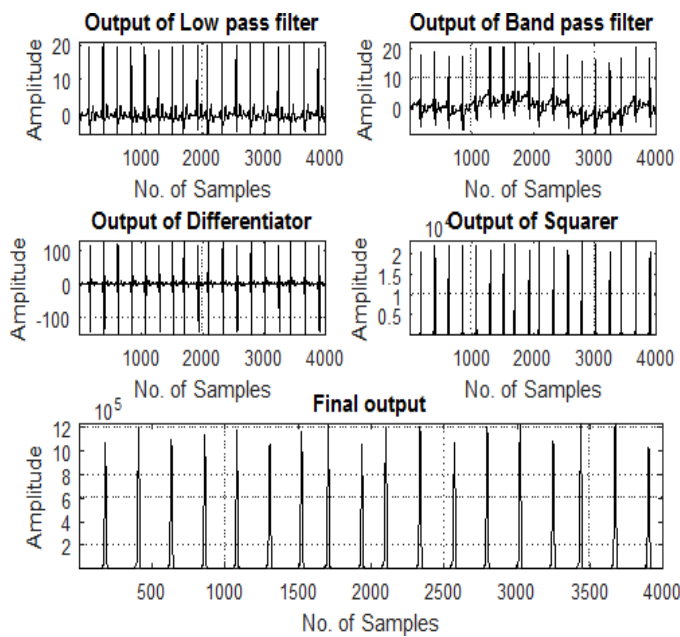 Output of Low pass filter
Amplitude
20
10
0
1000 2000 3000 4000
No. of Samples
Output of Band pass filter
Amplitude
20
10
0
1000 2000 3000 4000
No. of Samples
Output of Differentiator
Amplitude
100
0
-100
1000 2000 3000 4000
No. of Samples
10^4
Output of Squarer
Amplitude
2
1.5
1
0.5
1000 2000 3000 4000
No. of Samples
Final output
10^5
Amplitude
12
10
8
6
4
2
500 1000 1500 2000 2500 3000 3500 4000
No. of Samples